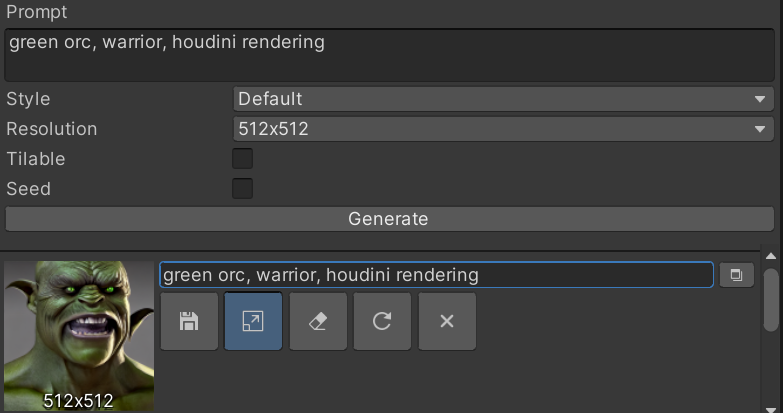 Prompt
green orc, warrior, houdini rendering
Style
Default
Resolution
512x512
Tilable
Seed
Generate
green orc, warrior, houdini rendering
512x512